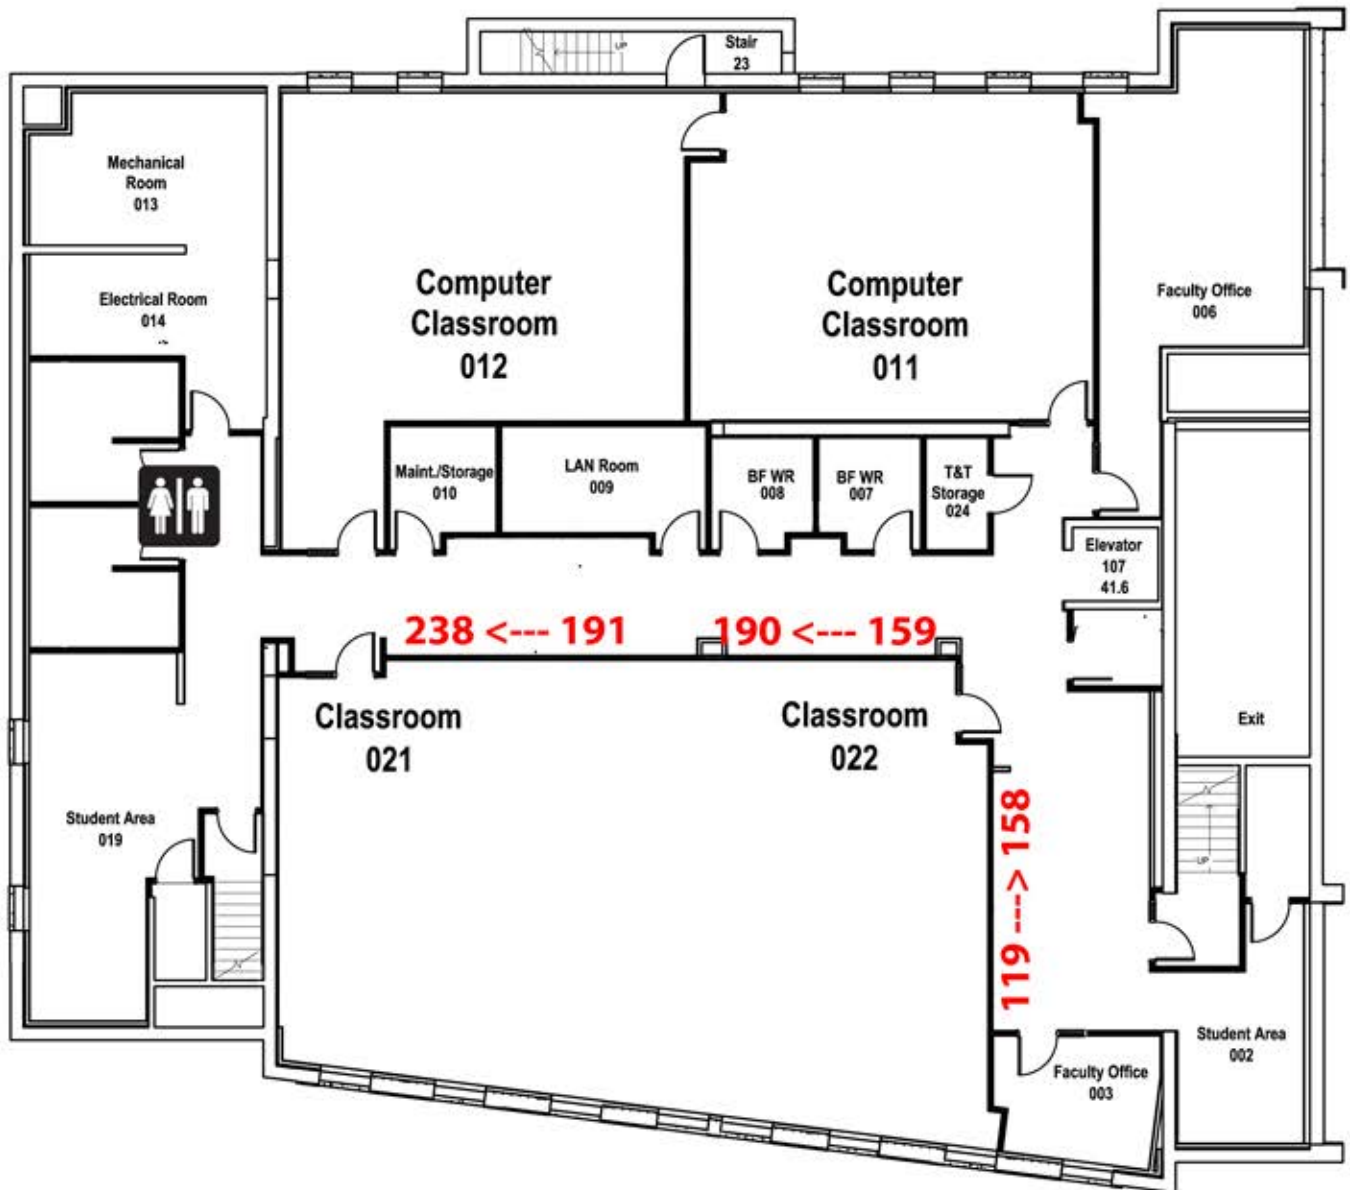 UP
Stair
23
Mechanical
Room
013
Computer
Classroom
012
Computer
Classroom
011
Faculty Office
006
Electrical Room
014
Maint./Storage
010
LAN Room
009
BF WR
008
BF WR
007
T&T
Storage
024
Elevator
107
41.6
238 <--- 191
190 <--- 159
Classroom
021
Classroom
022
Exit
Student Area
019
119 ---> 158
UP
Student Area
002
Faculty Office
003